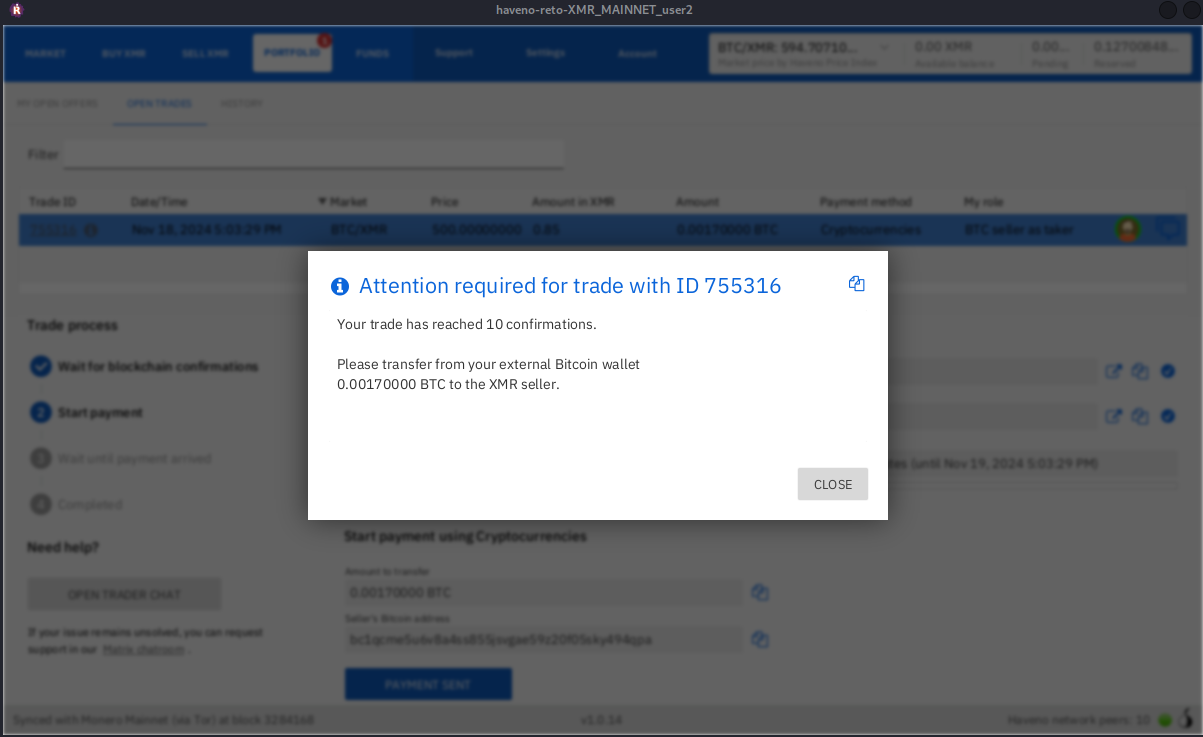 haveno-reto-XMR_MAINNET_user2
MARKET
BUY XMR
SELL XMR
PORTFOLIO
FUNDS
Support
Settings
Account
BTC/XMR: 594.70710...
Market price by Haveno Price Index
0.00 XMR
Available balance
0.00...
Pending
0.12700848...
Reserved
MY OPEN OFFERS
OPEN TRADES
HISTORY
Filter
Trade ID Date/Time Market Price Amount in XMR Amount Payment method My role
755316 Nov 18, 2024 5:03:29 PM BTC/XMR 500.00000000 0.85 0.00170000 BTC Cryptocurrencies BTC seller as taker
Attention required for trade with ID 755316
Your trade has reached 10 confirmations.
Please transfer from your external Bitcoin wallet
0.00170000 BTC to the XMR seller.
CLOSE
Trade process
Wait for blockchain confirmations
2 Start payment
3 Wait until payment arrived
4 Completed
(until Nov 19, 2024 5:03:29 PM)
Need help?
OPEN TRADER CHAT
If your issue remains unsolved, you can request
support in our Matrix chatroom .
Start payment using Cryptocurrencies
Amount to transfer
0.00170000 BTC
Seller's Bitcoin address
PAYMENT SENT
Synced with Monero Mainnet (via Tor) at block 3284168
v1.0.14
Haveno network peers: 10